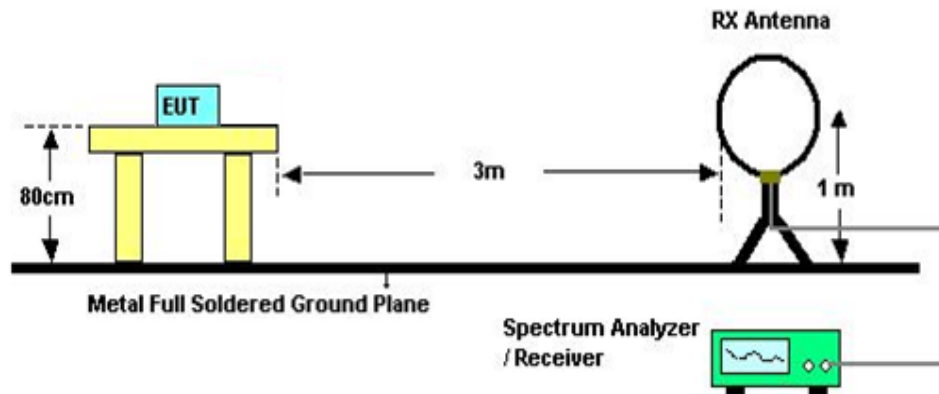 RX Antenna
EUT
3m
80cm
1 m
Metal Full Soldered Ground Plane
Spectrum Analyzer
/ Receiver